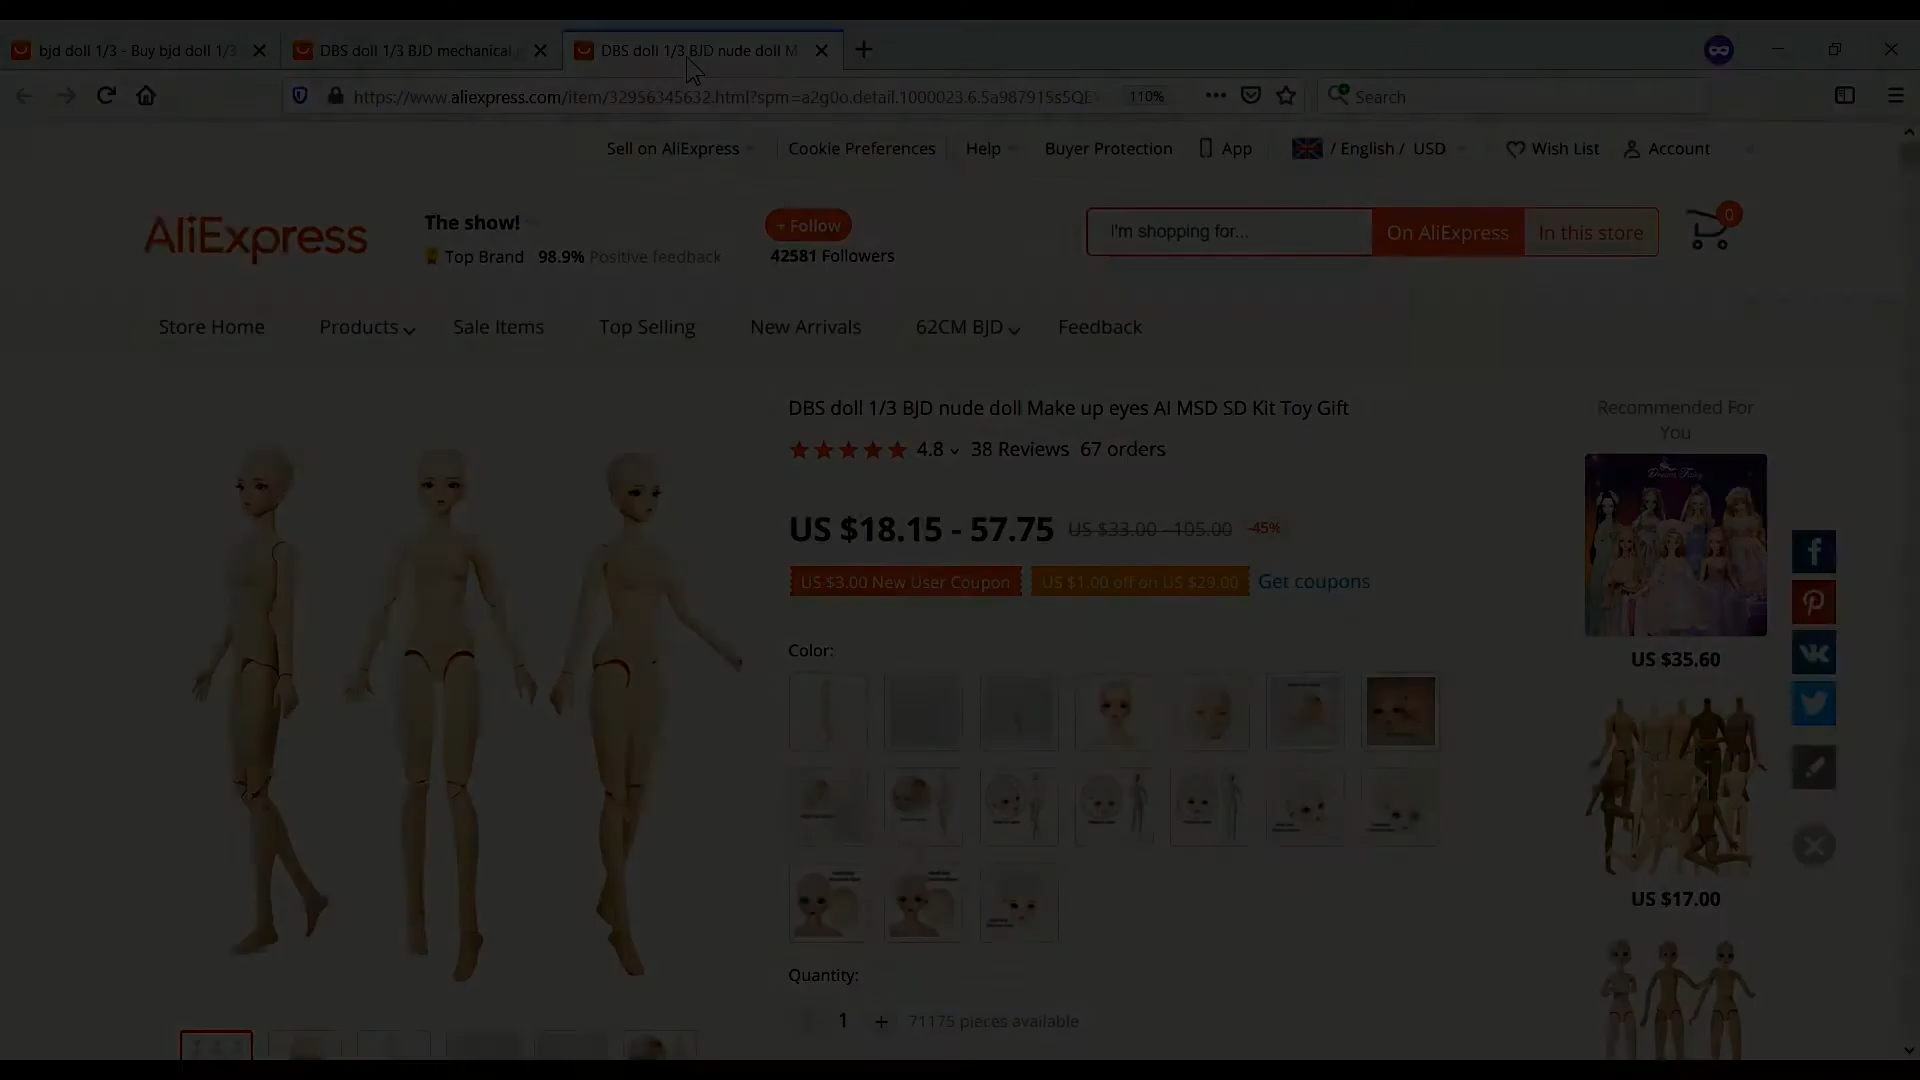 bjd doll 1/3 - Buy bjd doll 1/3
DBS doll 1/3 BJD mechanical
DBS doll 1/3 BJD nude doll M
https://www.aliexpress.com/item/32956345632.html?spm=a2g0o.detail.1000023.6.5a987915s5QE
110%
Search
Sell on AliExpress
Cookie Preferences
Help
Buyer Protection
App
/ English / USD
Wish List
Account
AliExpress
The show!
Top Brand 98.9% Positive feedback
+ Follow
42581 Followers
I'm shopping for...
On AliExpress
In this store
0
Store Home
Products
Sale Items
Top Selling
New Arrivals
62CM BJD
Feedback
DBS doll 1/3 BJD nude doll Make up eyes AI MSD SD Kit Toy Gift
4.8 38 Reviews 67 orders
US $18.15 - 57.75 US $33.00 - 105.00 -45%
US $3.00 New User Coupon
US $1.00 off on US $29.00
Get coupons
Color:
Quantity:
1 + 71175 pieces available
Recommended For
You
Dream Fairy
US $35.60
US $17.00